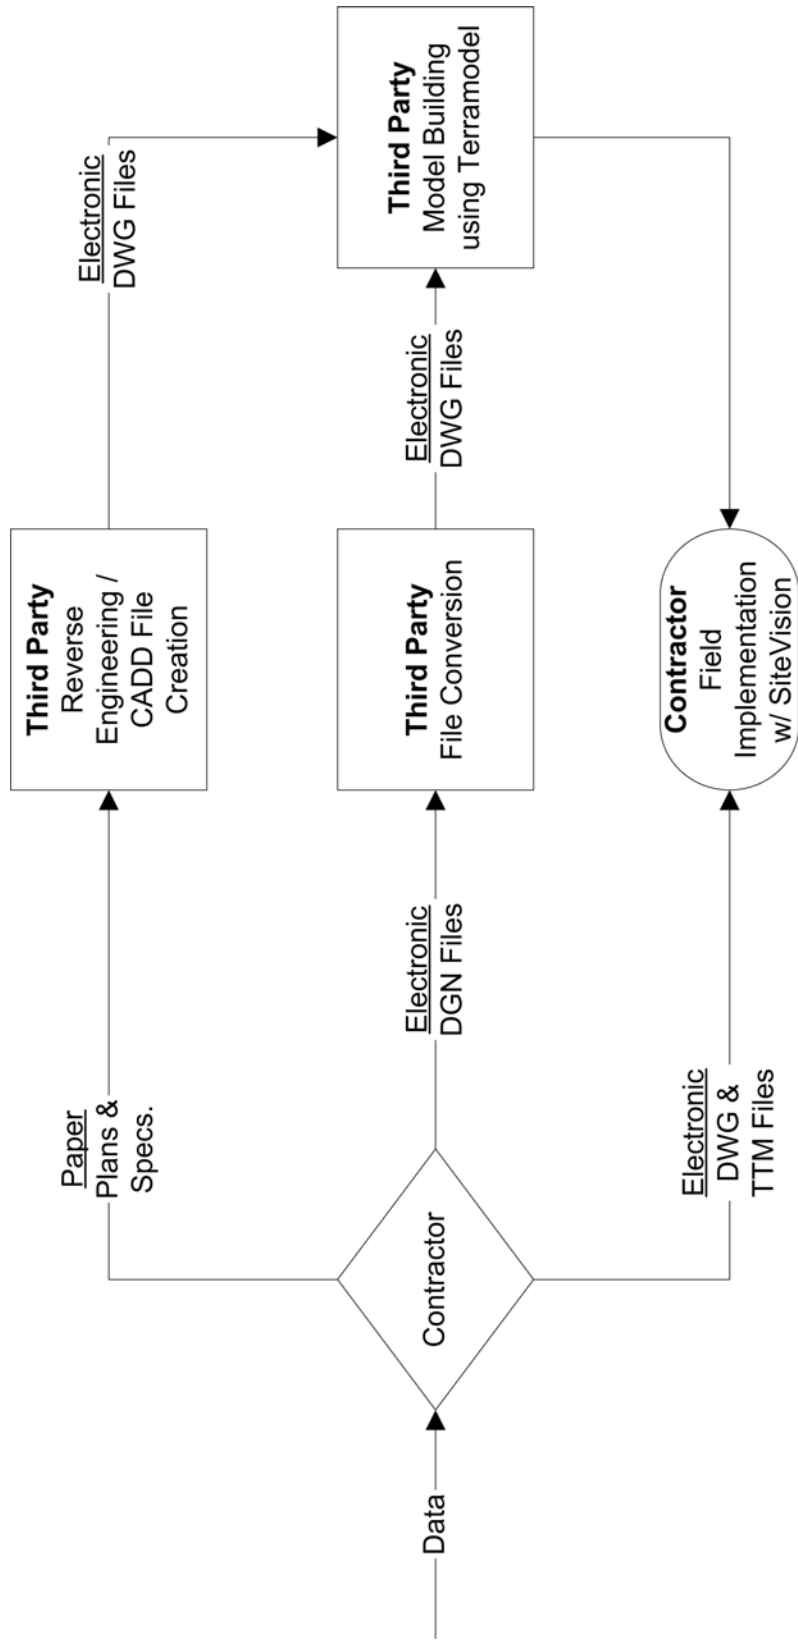 Data
Contractor
Paper
Plans &
Specs.
Electronic
DGN Files
Electronic
DWG &
TTM Files
Third Party
Reverse
Engineering /
CADD File
Creation
Third Party
File Conversion
Contractor
Field
Implementation
w/ SiteVision
Electronic
DWG Files
Electronic
DWG Files
Third Party
Model Building
using Terramodel